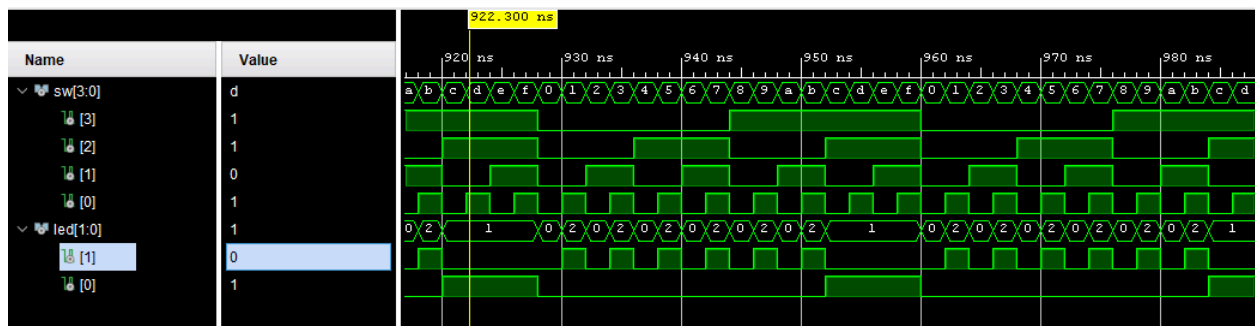 922.300 ns
Name Value 920 ns 930 ns 940 ns 950 ns 960 ns 970 ns 980 ns
sw[3:0] d a b c d e f 0 1 2 3 4 5 6 7 8 9 a b c d e f 0 1 2 3 4 5 6 7 8 9 a b c d
[3] 1
[2] 1
[1] 0
[0] 1
led[1:0] 1 0 2 1 0 2 0 2 0 2 0 2 0 2 0 2 1 0 2 0 2 0 2 0 2 0 2 0 2 1
[1] 0
[0] 1